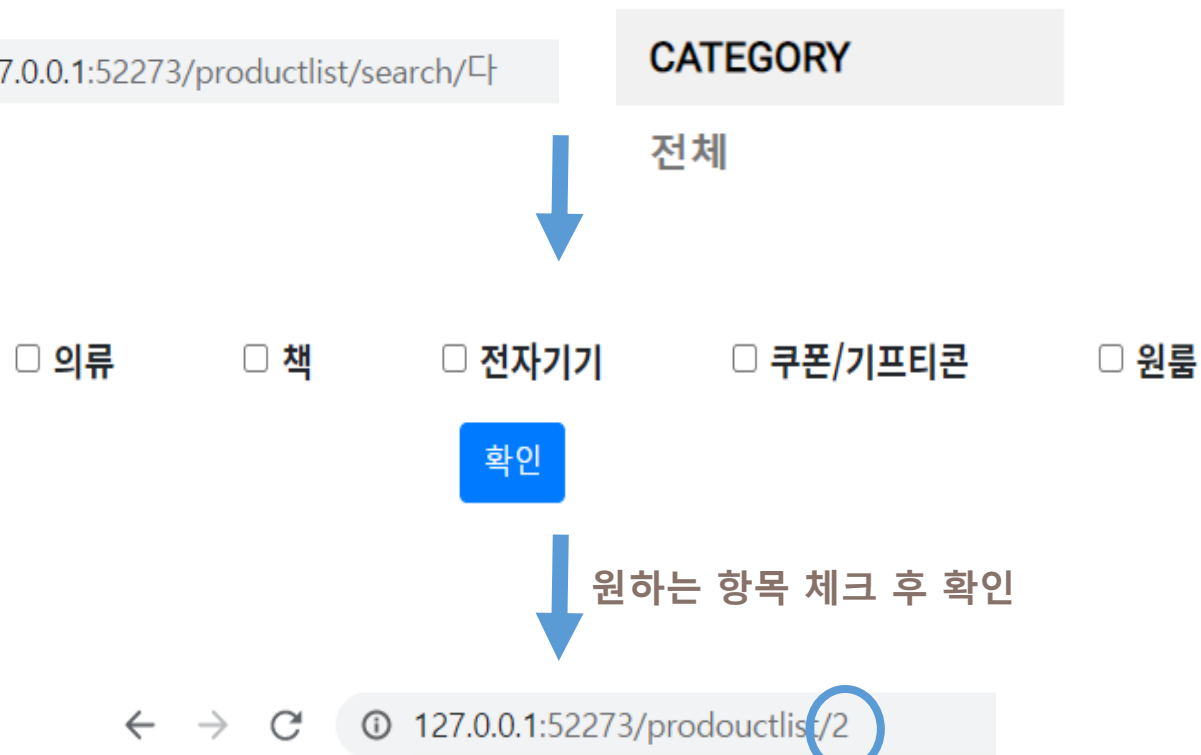 7.0.0.1:52273/productlist/search/다
CATEGORY
전체
의류 책 전자기기 쿠폰/기프티콘 원룸
확인
원하는 항목 체크 후 확인
127.0.0.1:52273/prodouctlist/2